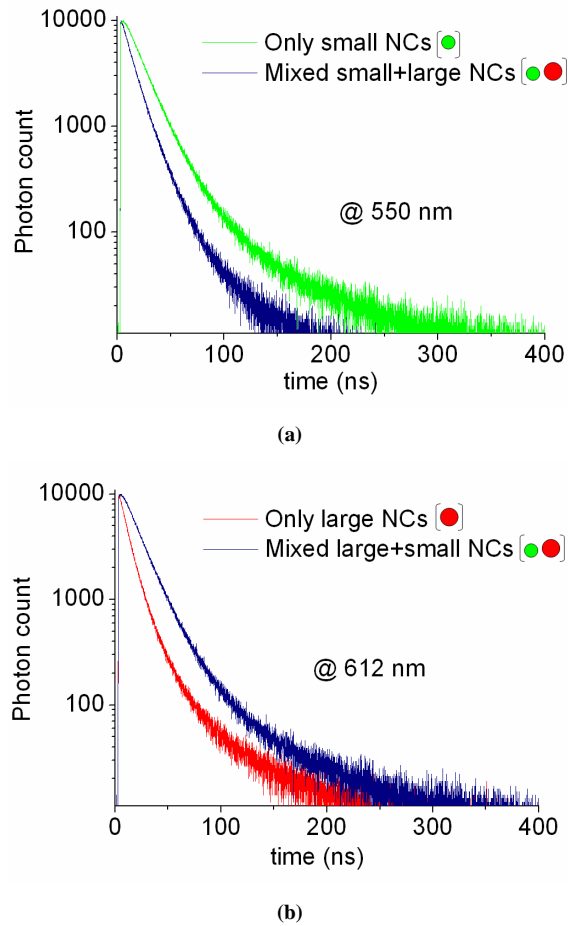 10000
1000
100
Photon count
Only small NCs
Mixed small+large NCs
@ 550 nm
0
100
200
300
400
time (ns)
(a)
10000
1000
100
Photon count
Only large NCs
Mixed large+small NCs
@ 612 nm
0
100
200
300
400
time (ns)
(b)